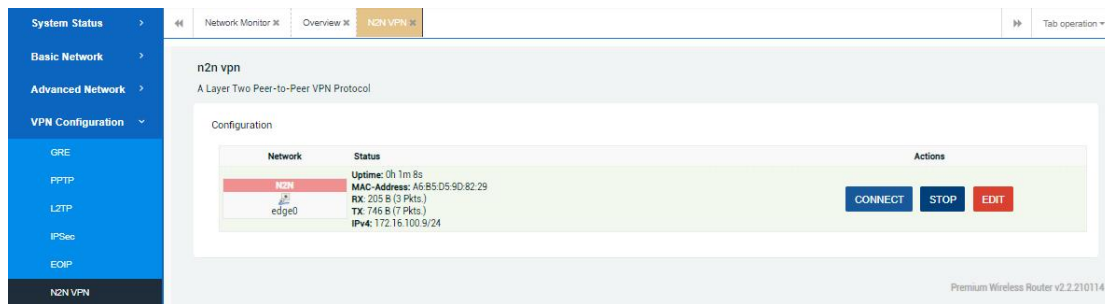 System Status
Network Monitor
Overview
N2N VPN
Tab operation
Basic Network
Advanced Network
VPN Configuration
GRE
PPTP
L2TP
IPSec
EOIP
N2N VPN
n2n vpn
A Layer Two Peer-to-Peer VPN Protocol
Configuration
Network Status Actions
N2N
edge0
Uptime: 0h 1m 8s
MAC-Address: A6:B5:D5:9D:82:29
RX: 205 B (3 Pkts.)
TX: 746 B (7 Pkts.)
IPv4: 172.16.100.9/24
CONNECT STOP EDIT
Premium Wireless Router v2.2.210114